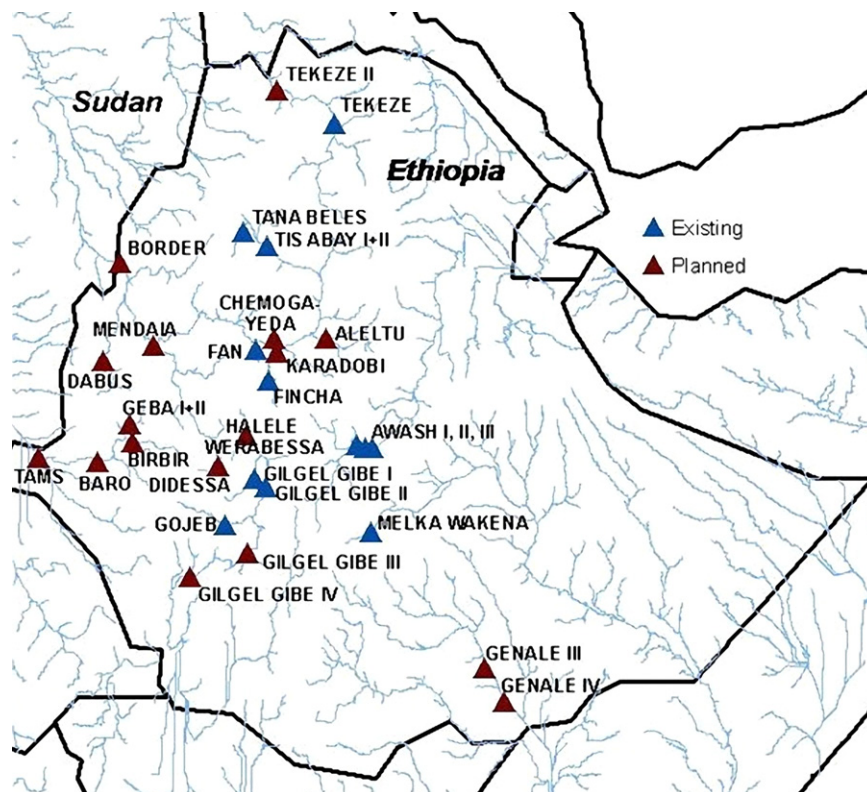 TEKEZE II
Sudan
TEKEZE
Ethiopia
TANA BELES
TIS ABAY I+II
Existing
BORDER
Planned
CHEMOGA-
YEDA
MENDAIA
ALELTU
FAN
KARADOBI
DABUS
FINCHA
GEBA I+II
HALELE
WERABESSA
AWASH I, II, III
BIRBIR
TAMS
BARO
DIDESSA
GILGEL GIBE I
GILGEL GIBE II
GOJEB
MELKA WAKENA
GILGEL GIBE III
GILGEL GIBE IV
GENALE III
GENALE IV